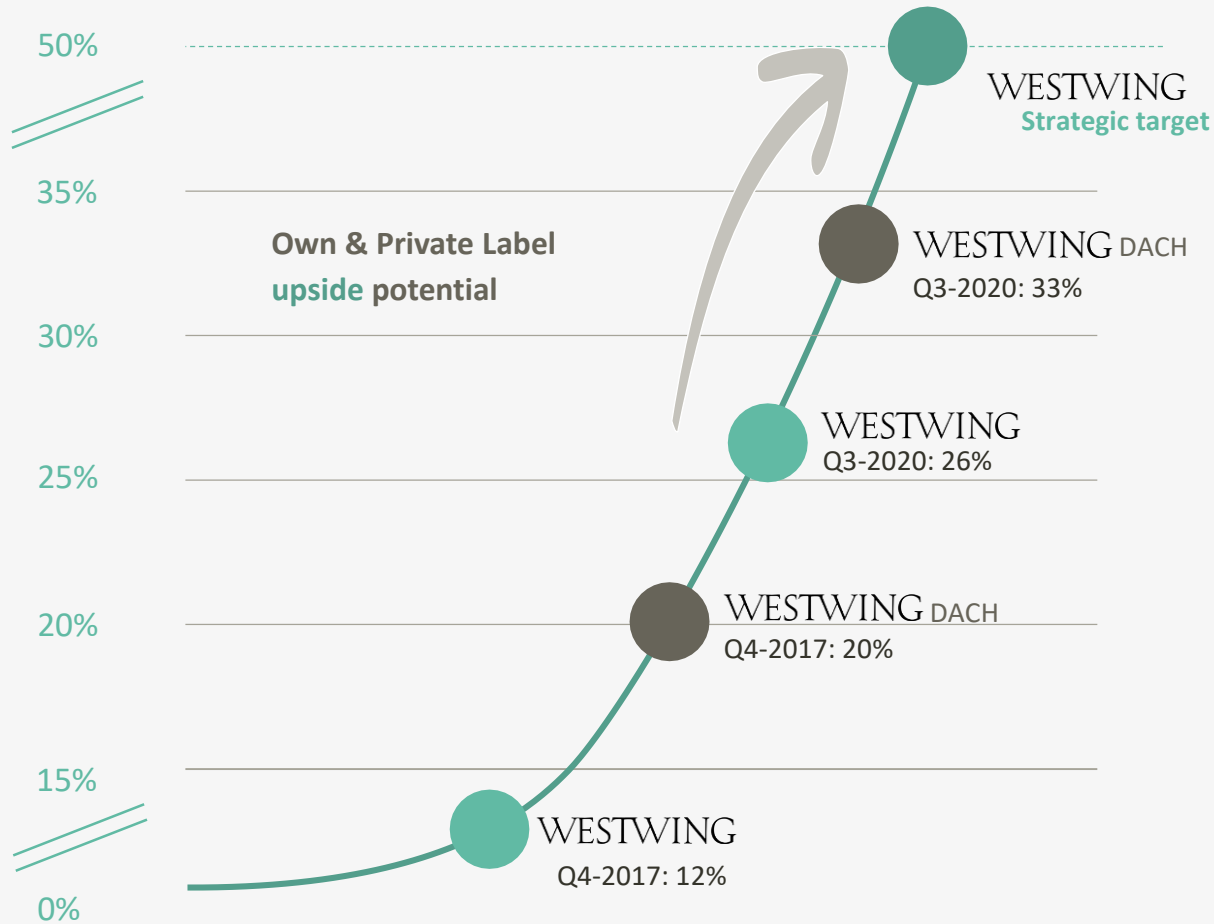 50%
WESTWING
Strategic target
35%
Own & Private Label
upside potential
WESTWING DACH
Q3-2020: 33%
30%
WESTWING
Q3-2020: 26%
25%
WESTWING DACH
Q4-2017: 20%
20%
15%
WESTWING
Q4-2017: 12%
0%